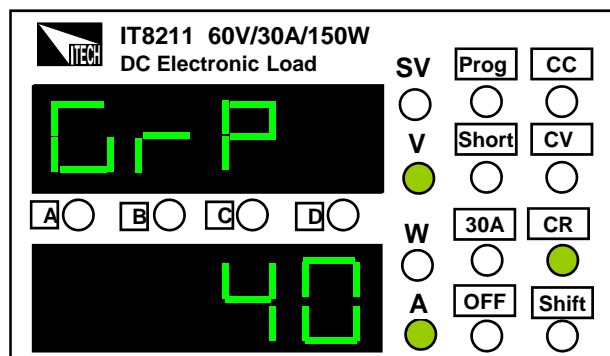 ITECH
IT8211 60V/30A/150W
DC Electronic Load
SV Prog CC
GrP
V Short CV
A B C D
W 30A CR
40
A OFF Shift